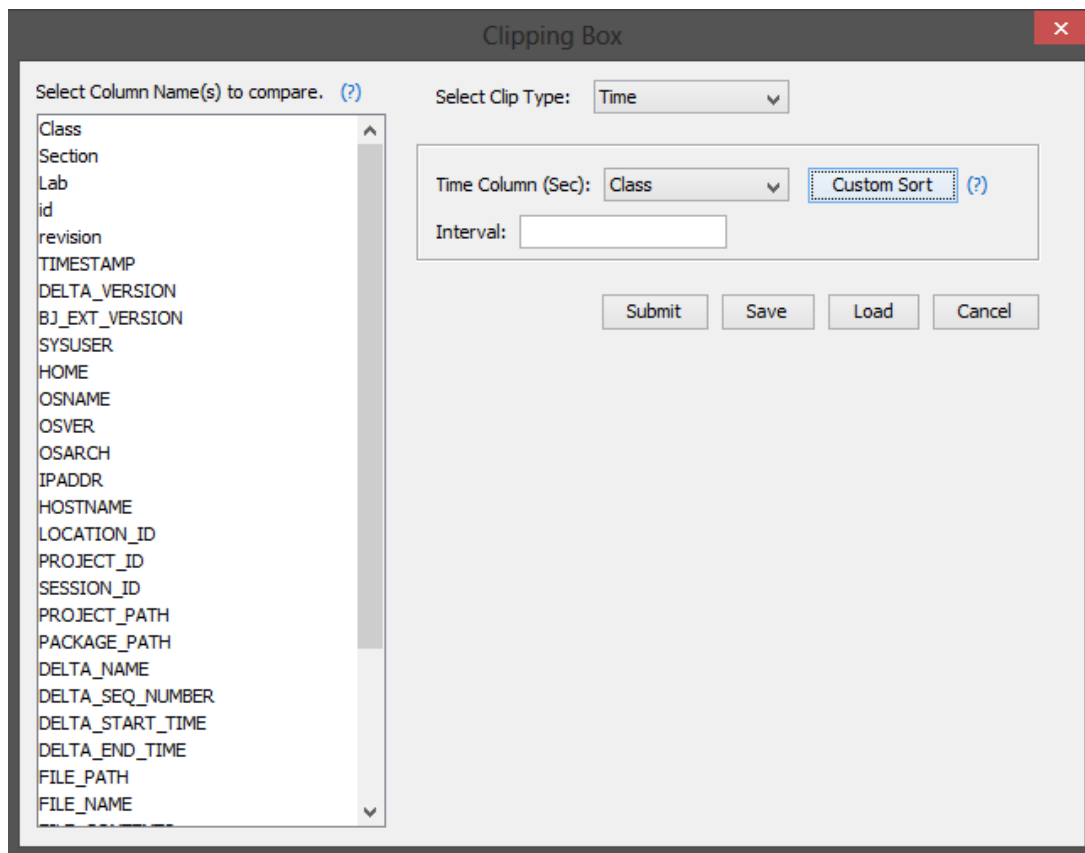 Clipping Box
Select Column Name(s) to compare. (?)
Class
Section
Lab
id
revision
TIMESTAMP
DELTA_VERSION
BJ_EXT_VERSION
SYSUSER
HOME
OSNAME
OSVER
OSARCH
IPADDR
HOSTNAME
LOCATION_ID
PROJECT_ID
SESSION_ID
PROJECT_PATH
PACKAGE_PATH
DELTA_NAME
DELTA_SEQ_NUMBER
DELTA_START_TIME
DELTA_END_TIME
FILE_PATH
FILE_NAME
Select Clip Type: Time
Time Column (Sec): Class Custom Sort (?)
Interval:
Submit Save Load Cancel